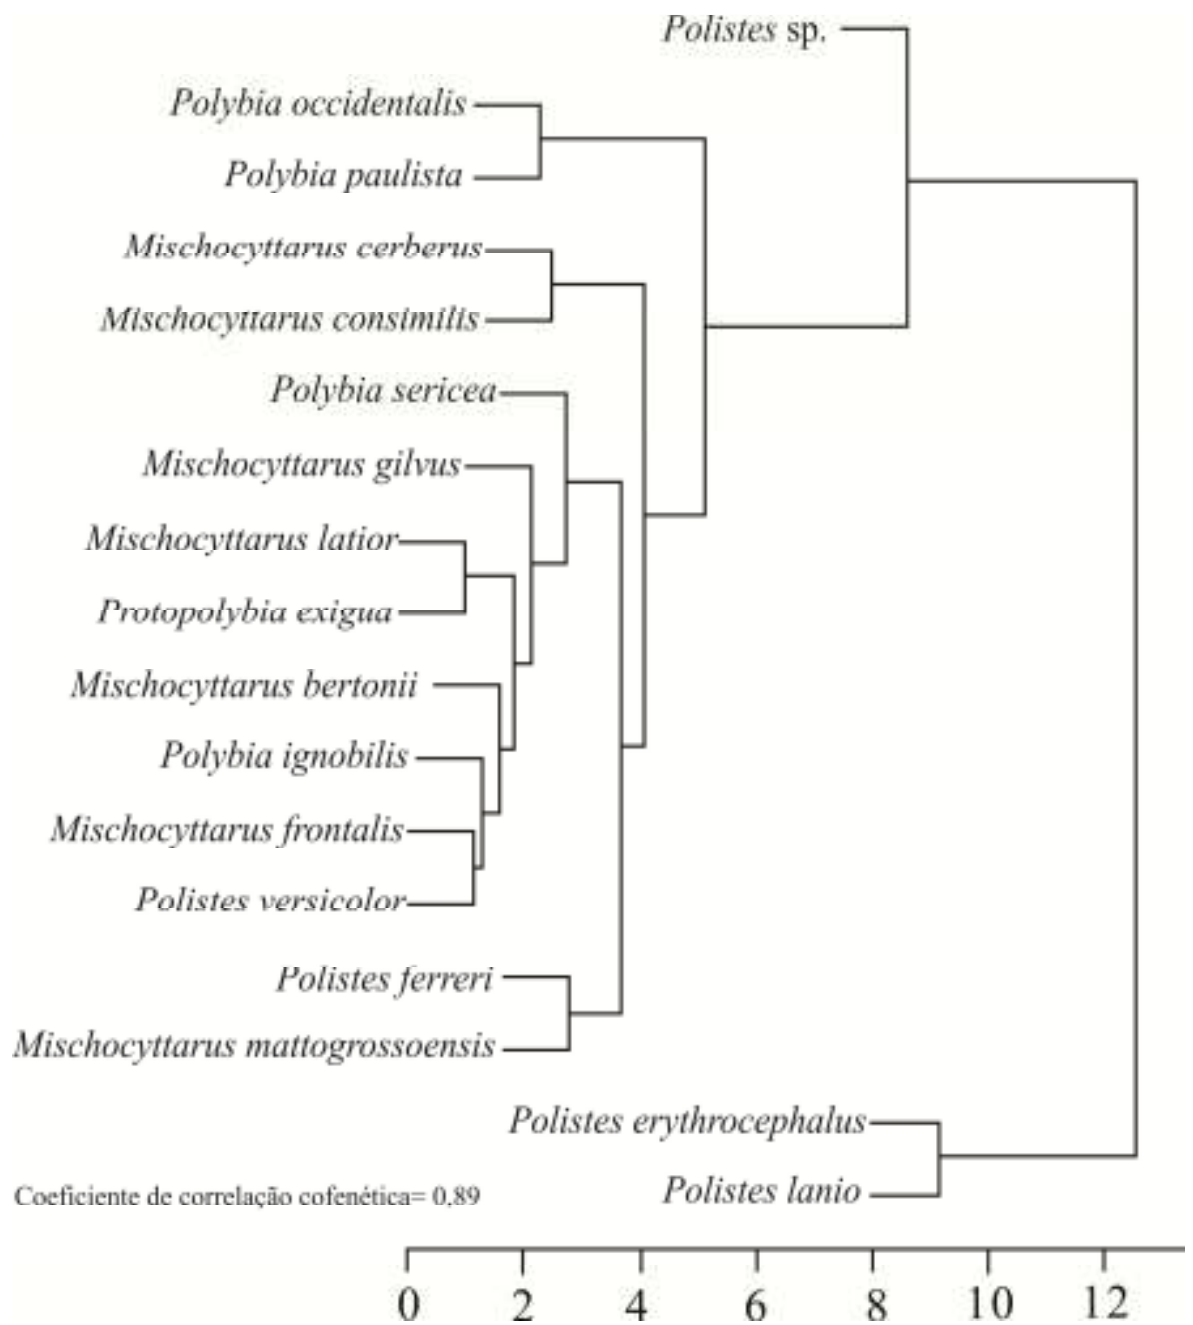 Polistes sp.
Polybia occidentalis
Polybia paulista
Mischocyttarus cerberus
Mischocyttarus consimilis
Polybia sericea
Mischocyttarus gilvus
Mischocyttarus latior
Protopolybia exigua
Mischocyttarus bertonii
Polybia ignobilis
Mischocyttarus frontalis
Polistes versicolor
Polistes ferreri
Mischocyttarus mattogrossoensis
Polistes erythrocephalus
Polistes lanio
Coeficiente de correlação cofenética= 0,89
0 2 4 6 8 10 12